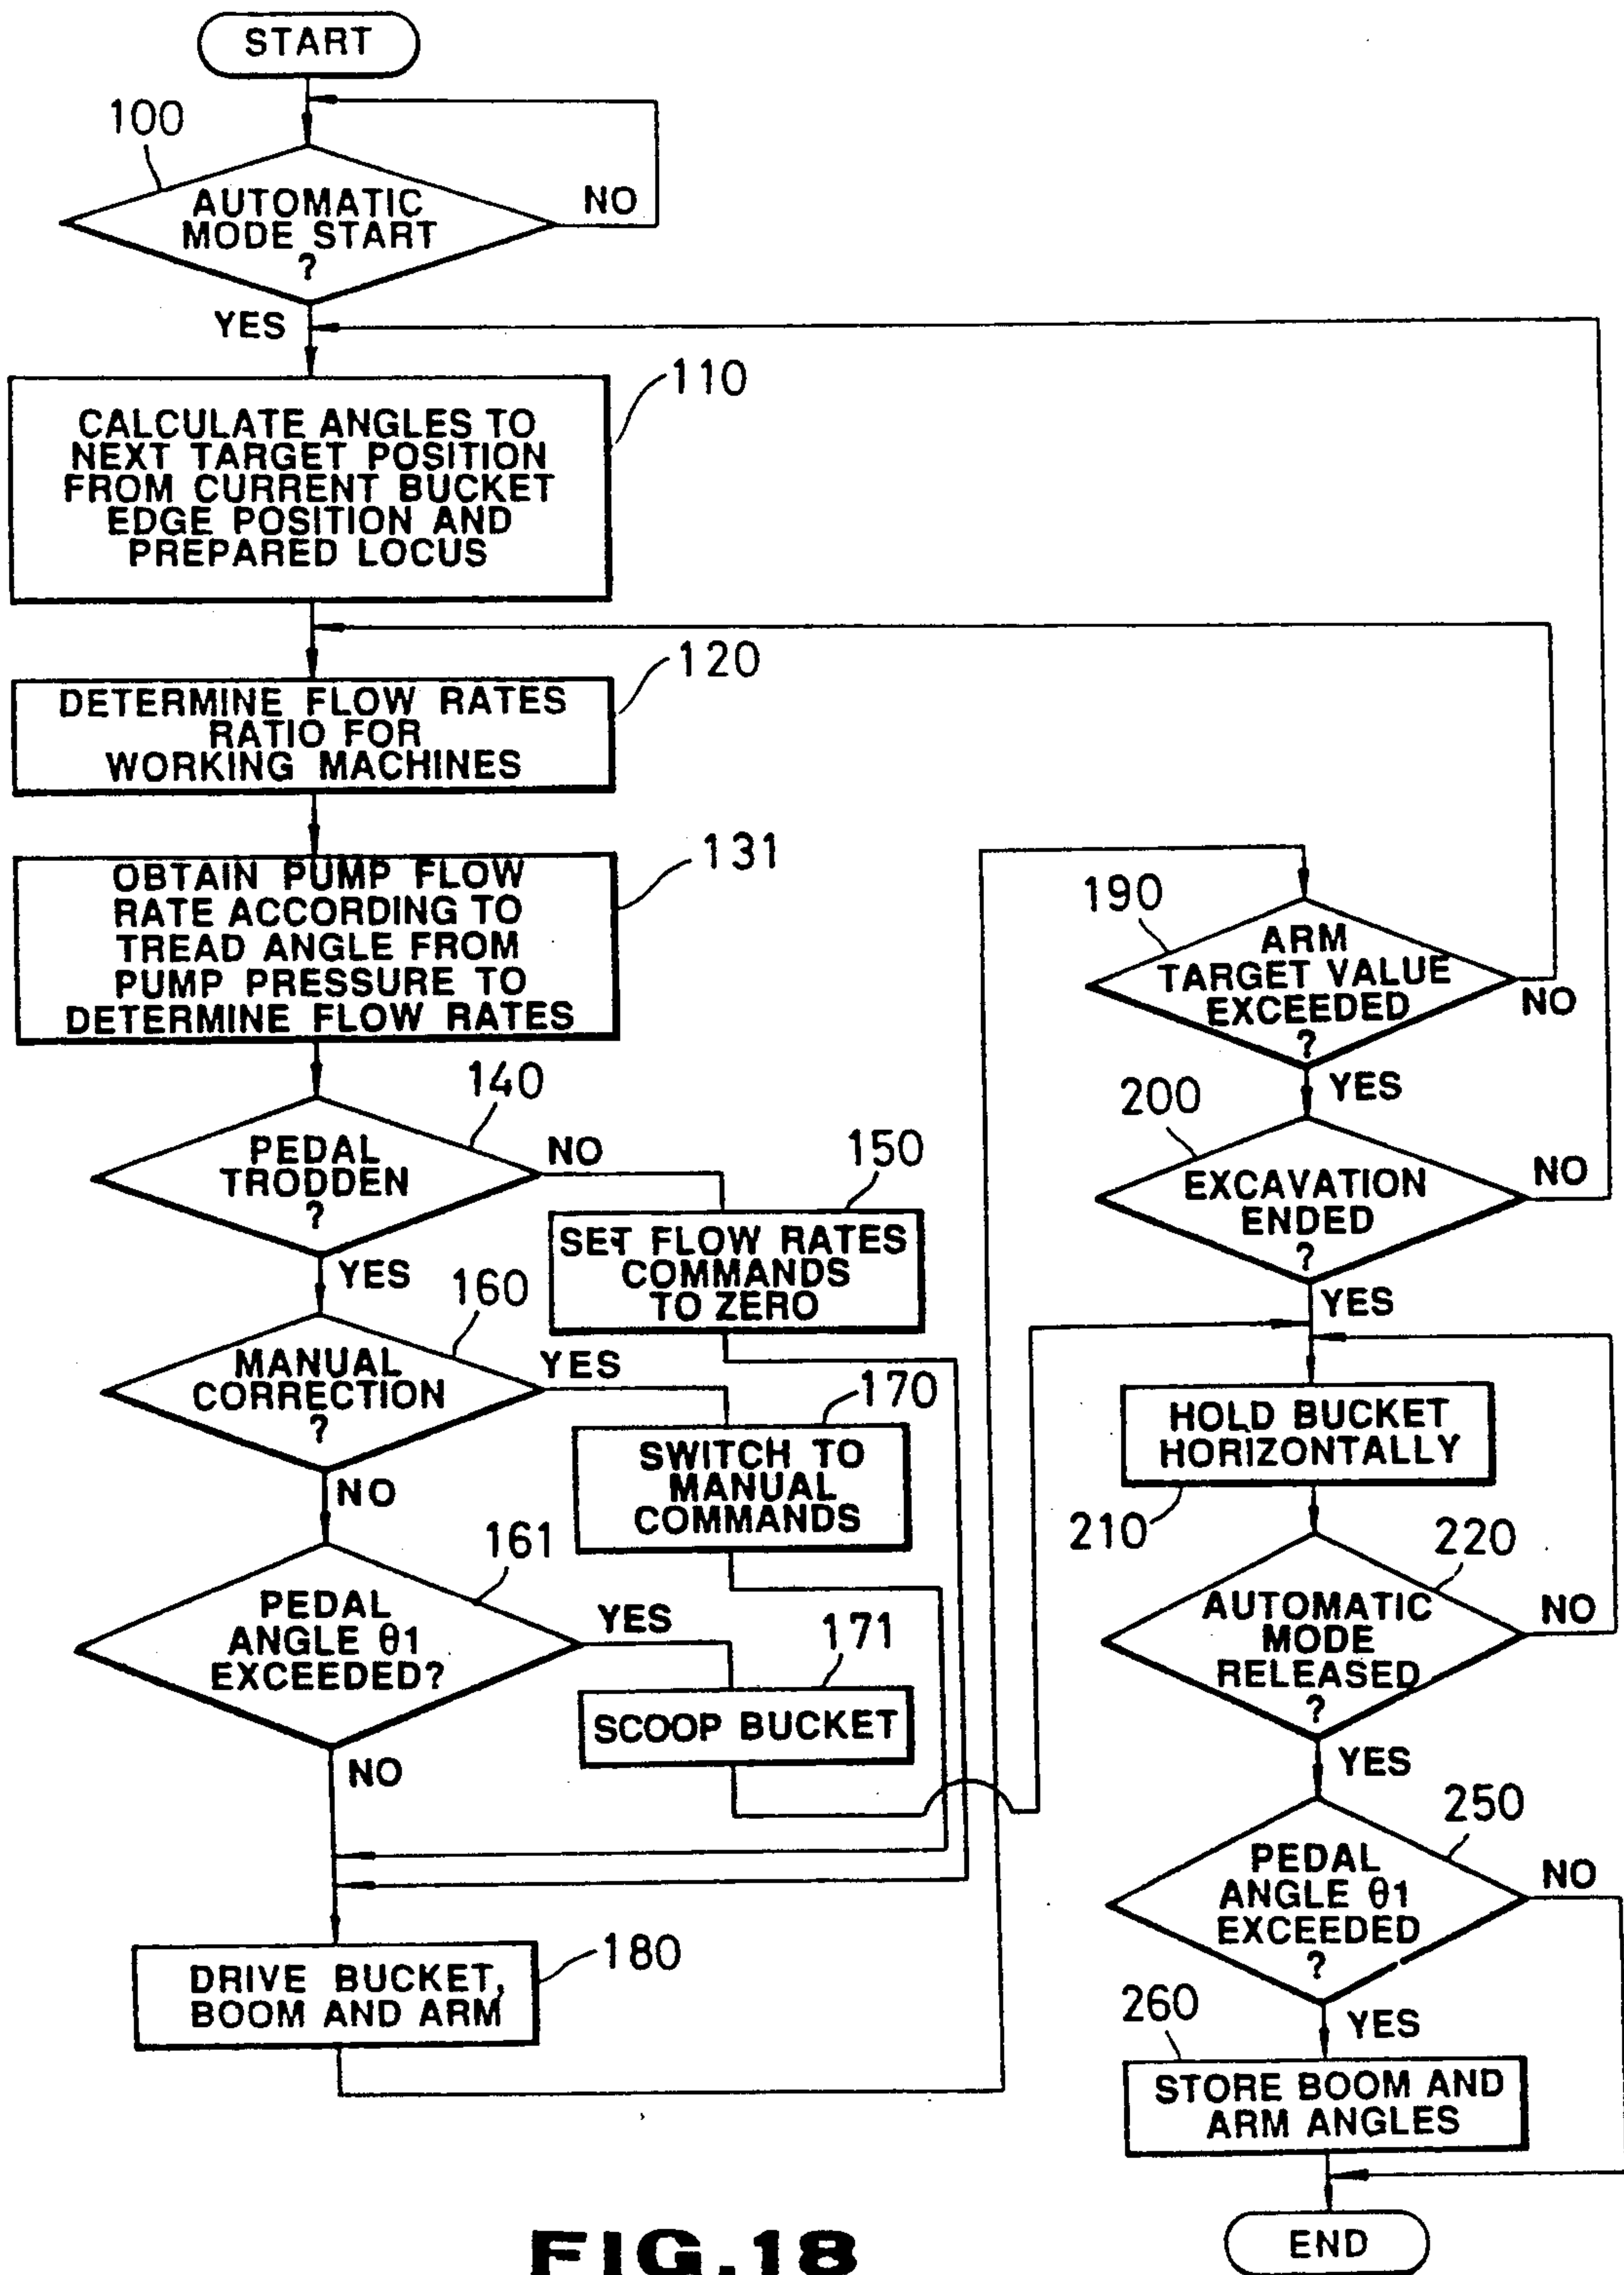 START
100
AUTOMATIC
MODE START
?
NO
YES
110
CALCULATE ANGLES TO
NEXT TARGET POSITION
FROM CURRENT BUCKET
EDGE POSITION AND
PREPARED LOCUS
120
DETERMINE FLOW RATES
RATIO FOR
WORKING MACHINES
131
OBTAIN PUMP FLOW
RATE ACCORDING TO
TREAD ANGLE FROM
PUMP PRESSURE TO
DETERMINE FLOW RATES
140
PEDAL
TRODDEN
?
NO
YES
150
SET FLOW RATES
COMMANDS
TO ZERO
160
MANUAL
CORRECTION
?
YES
NO
170
SWITCH TO
MANUAL
COMMANDS
161
PEDAL
ANGLE θ1
EXCEEDED?
YES
NO
171
SCOOP BUCKET
180
DRIVE BUCKET,
BOOM AND ARM
190
ARM
TARGET VALUE
EXCEEDED
?
NO
YES
200
EXCAVATION
ENDED
?
NO
YES
HOLD BUCKET
HORIZONTALLY
210
220
AUTOMATIC
MODE
RELEASED
?
NO
YES
250
PEDAL
ANGLE θ1
EXCEEDED
?
NO
YES
260
STORE BOOM AND
ARM ANGLES
END
FIG.18